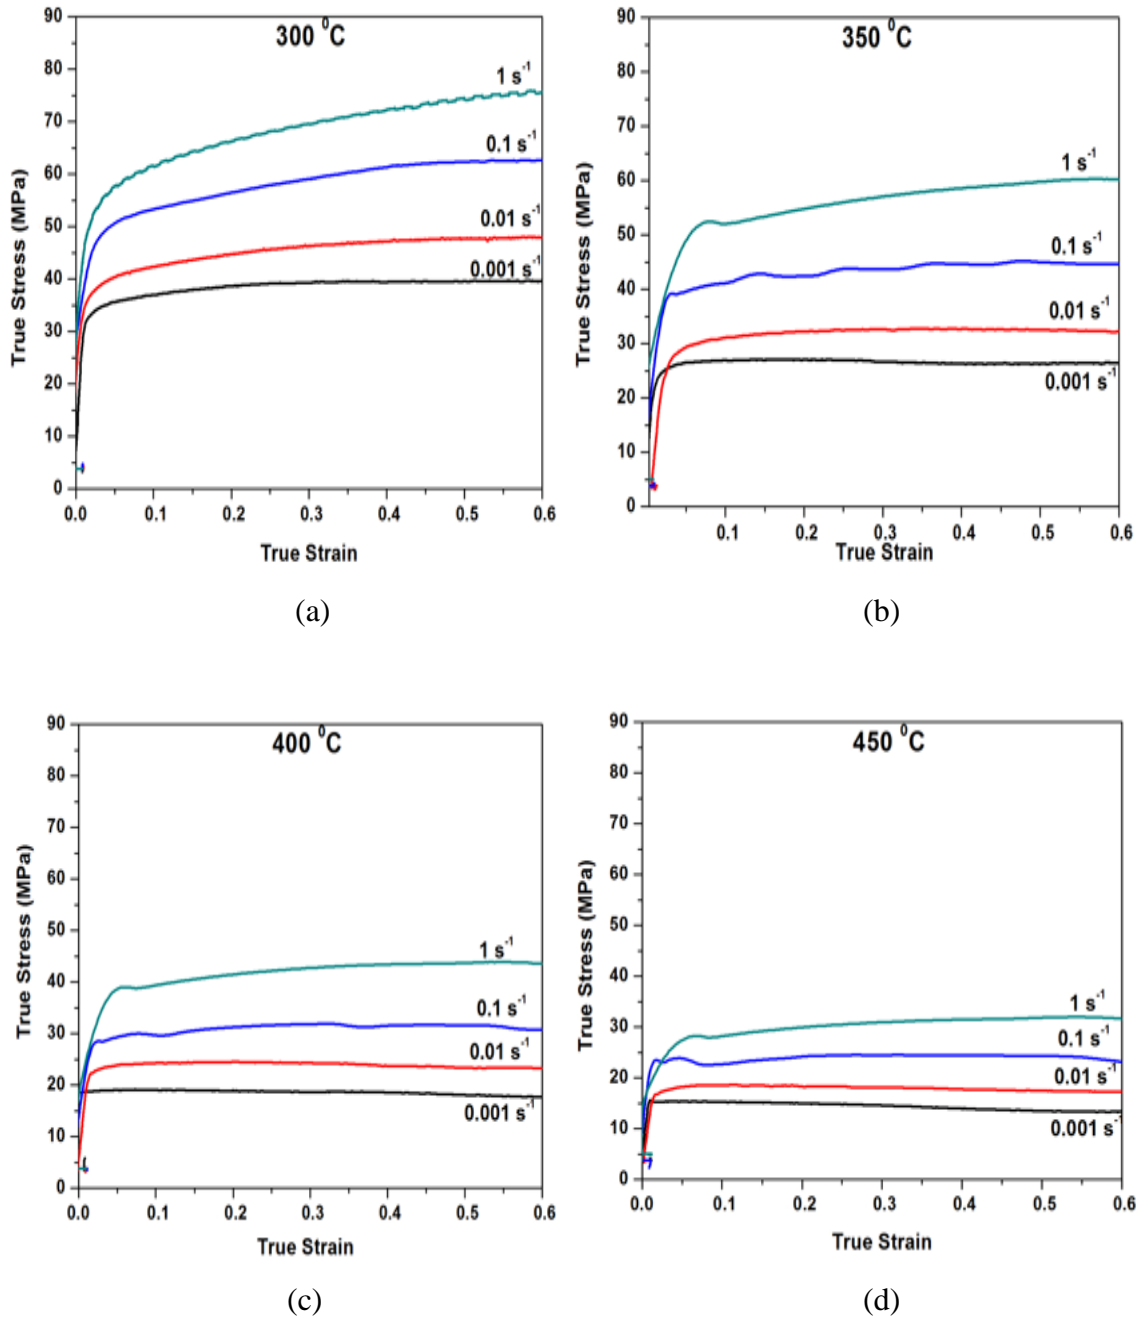 300 ⁰C
True Stress (MPa)
90
80
70
60
50
40
30
20
10
0
1 s⁻¹
0.1 s⁻¹
0.01 s⁻¹
0.001 s⁻¹
0.0 0.1 0.2 0.3 0.4 0.5 0.6
True Strain
(a)
350 ⁰C
True Stress (MPa)
90
80
70
60
50
40
30
20
10
0
1 s⁻¹
0.1 s⁻¹
0.01 s⁻¹
0.001 s⁻¹
0.1 0.2 0.3 0.4 0.5 0.6
True Strain
(b)
400 ⁰C
True Stress (MPa)
90
80
70
60
50
40
30
20
10
0
1 s⁻¹
0.1 s⁻¹
0.01 s⁻¹
0.001 s⁻¹
0.0 0.1 0.2 0.3 0.4 0.5 0.6
True Strain
(c)
450 ⁰C
True Stress (MPa)
90
80
70
60
50
40
30
20
10
0
1 s⁻¹
0.1 s⁻¹
0.01 s⁻¹
0.001 s⁻¹
0.0 0.1 0.2 0.3 0.4 0.5 0.6
True Strain
(d)